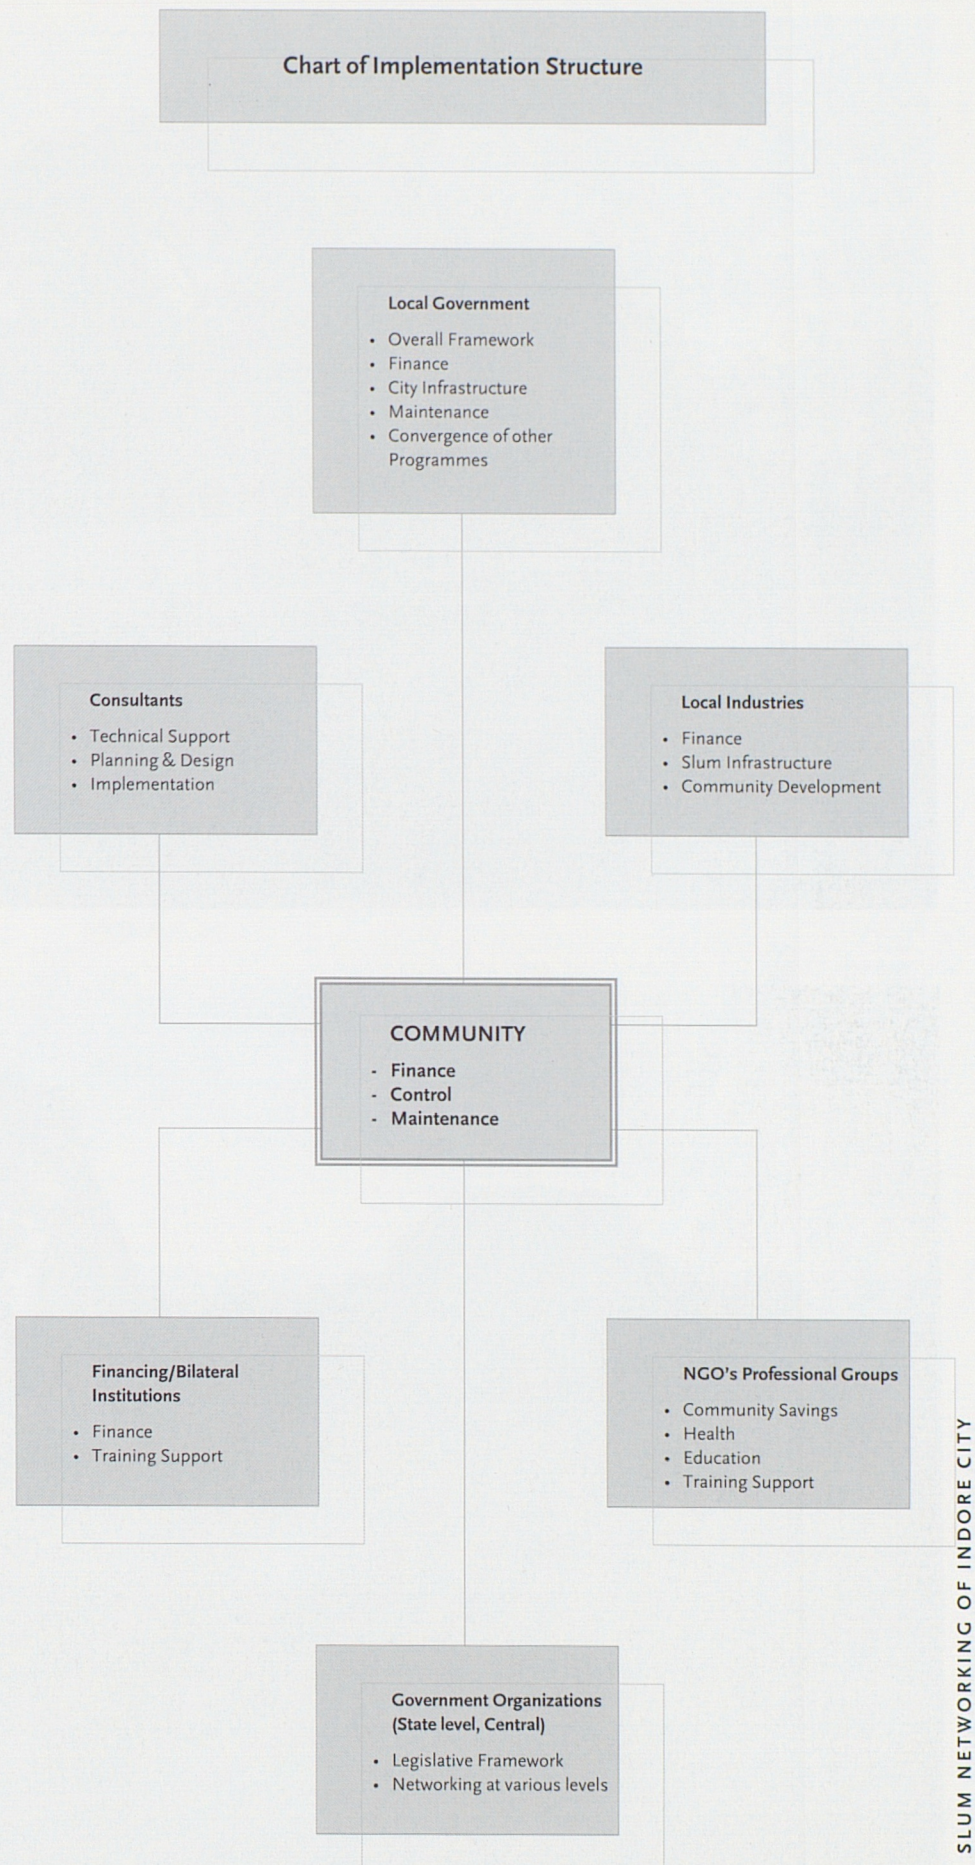 Chart of Implementation Structure
Local Government
• Overall Framework
• Finance
• City Infrastructure
• Maintenance
• Convergence of other
Programmes
Consultants
• Technical Support
• Planning & Design
• Implementation
Local Industries
• Finance
• Slum Infrastructure
• Community Development
COMMUNITY
- Finance
- Control
- Maintenance
Financing/Bilateral
Institutions
• Finance
• Training Support
NGO's Professional Groups
• Community Savings
• Health
• Education
• Training Support
Government Organizations
(State level, Central)
• Legislative Framework
• Networking at various levels
SLUM NETWORKING OF INDORE CITY